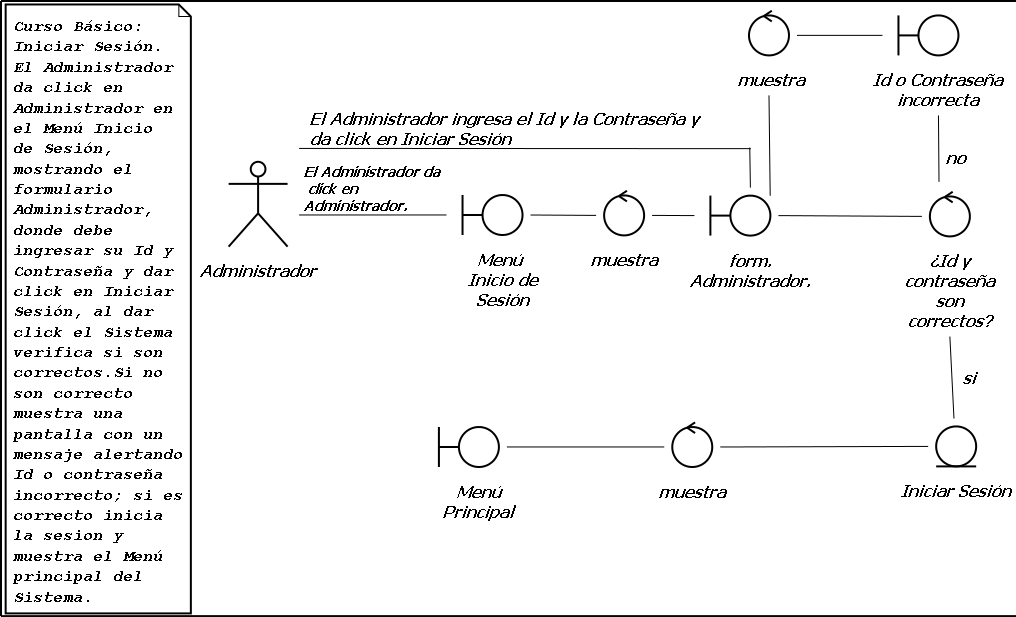 Curso Básico:
Iniciar Sesión.
El Administrador
da click en
Administrador en
el Menú Inicio
de Sesión,
mostrando el
formulario
Administrador,
donde debe
ingresar su Id y
Contraseña y dar
click en Iniciar
Sesión, al dar
click el Sistema
verifica si son
correctos.Si no
son correcto
muestra una
pantalla con un
mensaje alertando
Id o contraseña
incorrecto; si es
correcto inicia
la sesion y
muestra el Menú
principal del
Sistema.
muestra
Id o Contraseña
incorrecta
El Administrador ingresa el Id y la Contraseña y
da click en Iniciar Sesión
no
El Administrador da
click en
Administrador.
Administrador
Menú
Inicio de
Sesión
muestra
form.
Administrador.
¿Id y
contraseña
son
correctos?
si
Menú
Principal
muestra
Iniciar Sesión